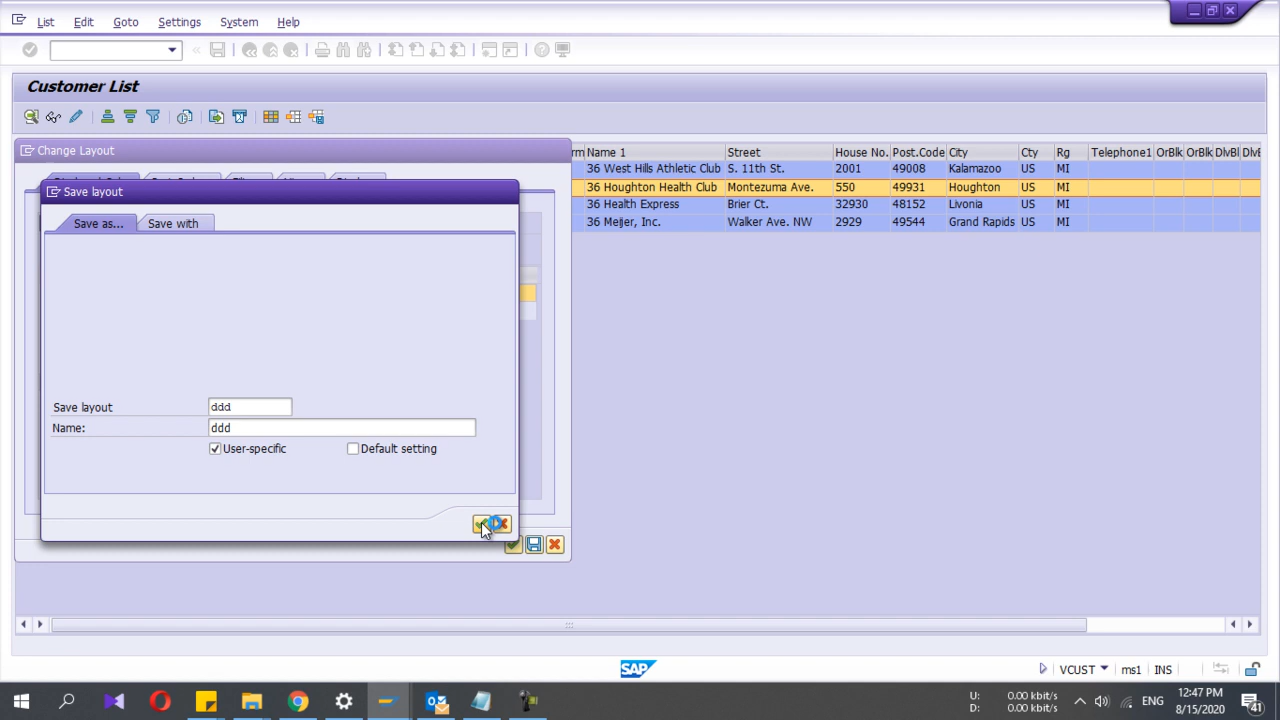 List Edit Goto Settings System Help
Customer List
Change Layout
Save layout
Save as... Save with
Save layout ddd
Name: ddd
User-specific Default setting
rm Name 1 Street House No. Post.Code City Cty Rg Telephone1 OrBlk OrBlk DlvBl DlvB
36 West Hills Athletic Club S. 11th St. 2001 49008 Kalamazoo US MI
36 Houghton Health Club Montezuma Ave. 550 49931 Houghton US MI
36 Health Express Brier Ct. 32930 48152 Livonia US MI
36 Meijer, Inc. Walker Ave. NW 2929 49544 Grand Rapids US MI
SAP
VCUST ms1 INS
U: 0.00 kbit/s
D: 0.00 kbit/s
ENG
12:47 PM
8/15/2020
41